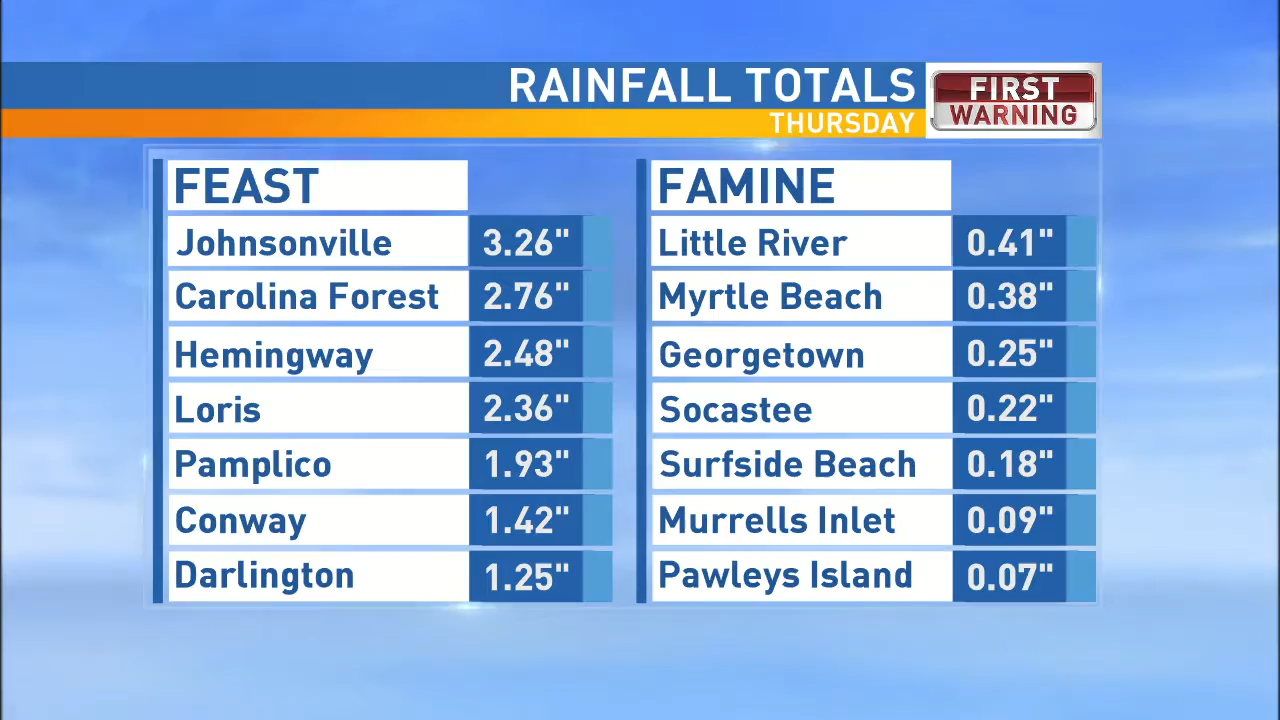 RAINFALL TOTALS
THURSDAY
FIRST
WARNING
FEAST
Johnsonville 3.26"
Carolina Forest 2.76"
Hemingway 2.48"
Loris 2.36"
Pamplico 1.93"
Conway 1.42"
Darlington 1.25"
FAMINE
Little River 0.41"
Myrtle Beach 0.38"
Georgetown 0.25"
Socastee 0.22"
Surfside Beach 0.18"
Murrells Inlet 0.09"
Pawleys Island 0.07"